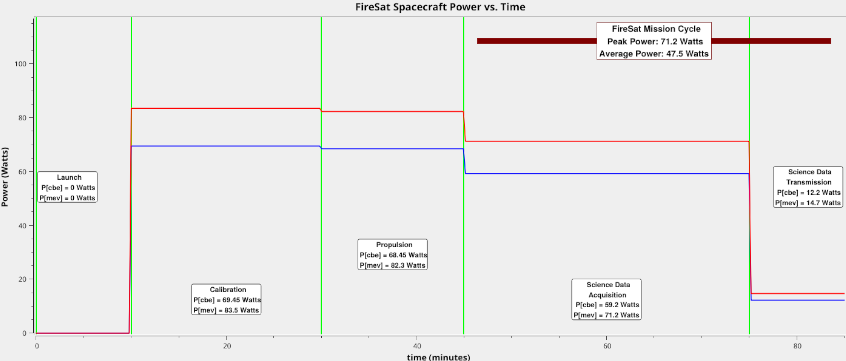 FireSat Spacecraft Power vs. Time
FireSat Mission Cycle
Peak Power: 71.2 Watts
Average Power: 47.5 Watts
Power (Watts)
100
80
60
40
20
0
Launch
P[cbe] = 0 Watts
P[mev] = 0 Watts
Calibration
P[cbe] = 69.45 Watts
P[mev] = 83.5 Watts
Propulsion
P[cbe] = 68.45 Watts
P[mev] = 82.3 Watts
Science Data
Acquisition
P[cbe] = 59.2 Watts
P[mev] = 71.2 Watts
Science Data
Transmission
P[cbe] = 12.2 Watts
P[mev] = 14.7 Watts
0
20
40
60
80
time (minutes)